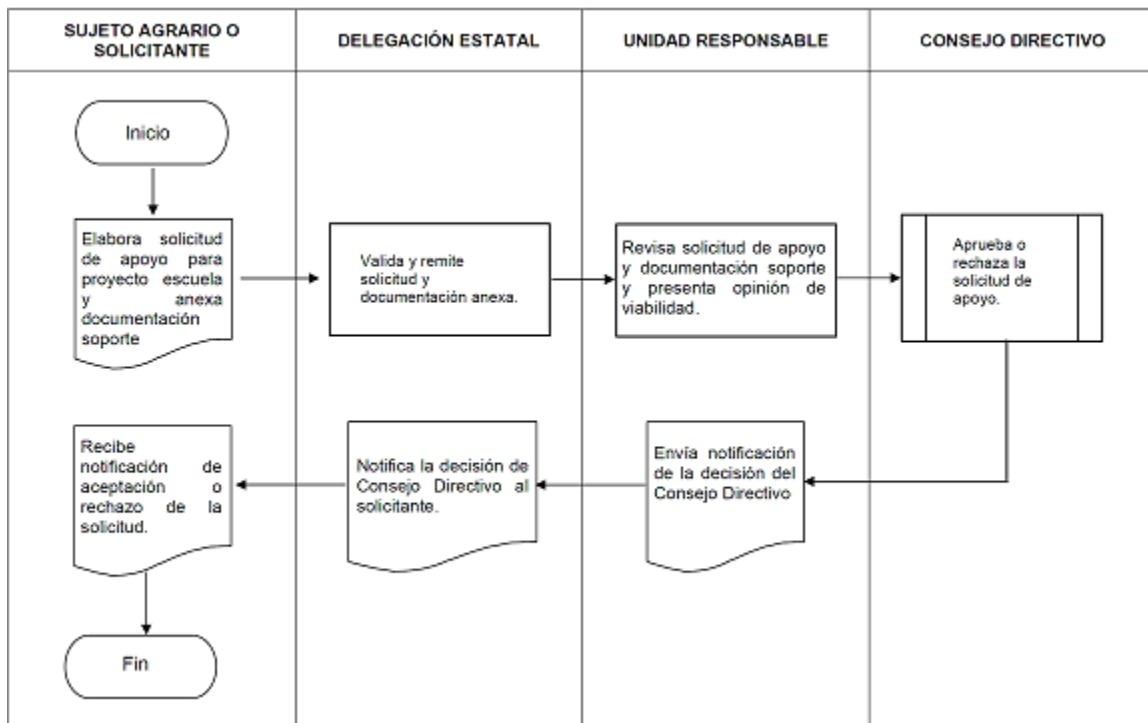 SUJETO AGRARIO O
SOLICITANTE
DELEGACIÓN ESTATAL
UNIDAD RESPONSABLE
CONSEJO DIRECTIVO
Inicio
Elabora solicitud
de apoyo para
proyecto escuela
y anexa
documentación
soporte
Valida y remite
solicitud y
documentación anexa.
Revisa solicitud de apoyo
y documentación soporte
y presenta opinión de
viabilidad.
Aprueba o
rechaza la
solicitud de
apoyo.
Envía notificación
de la decisión del
Consejo Directivo
Notifica la decisión de
Consejo Directivo al
solicitante.
Recibe
notificación de
aceptación o
rechazo de la
solicitud.
Fin